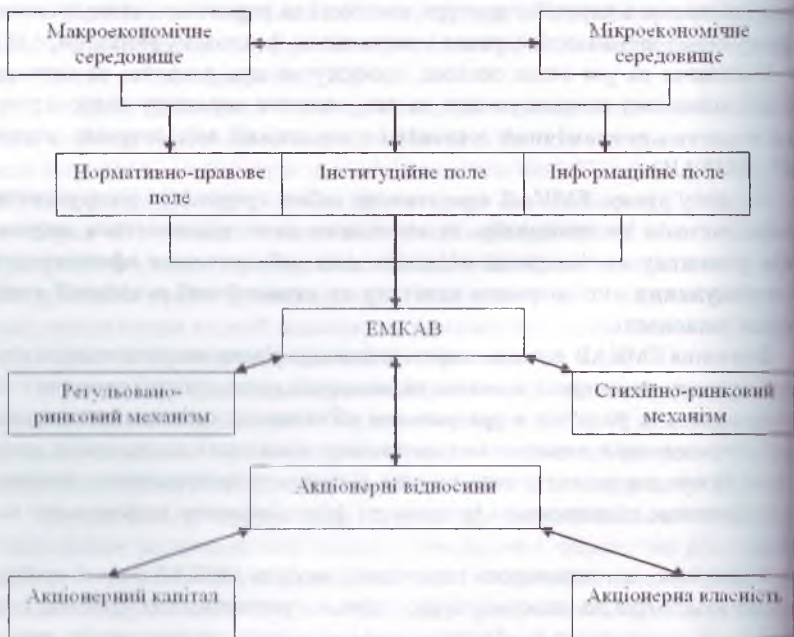 Макроекономічне
середовище
Мікроекономічне
середовище
Нормативно-правове
поле
Інституційне поле
Інформаційне поле
ЕМКАВ
Регульовано-
ринковий механізм
Стихійно-ринковий
механізм
Акціонерні відносини
Акціонерний капітал
Акціонерна власність